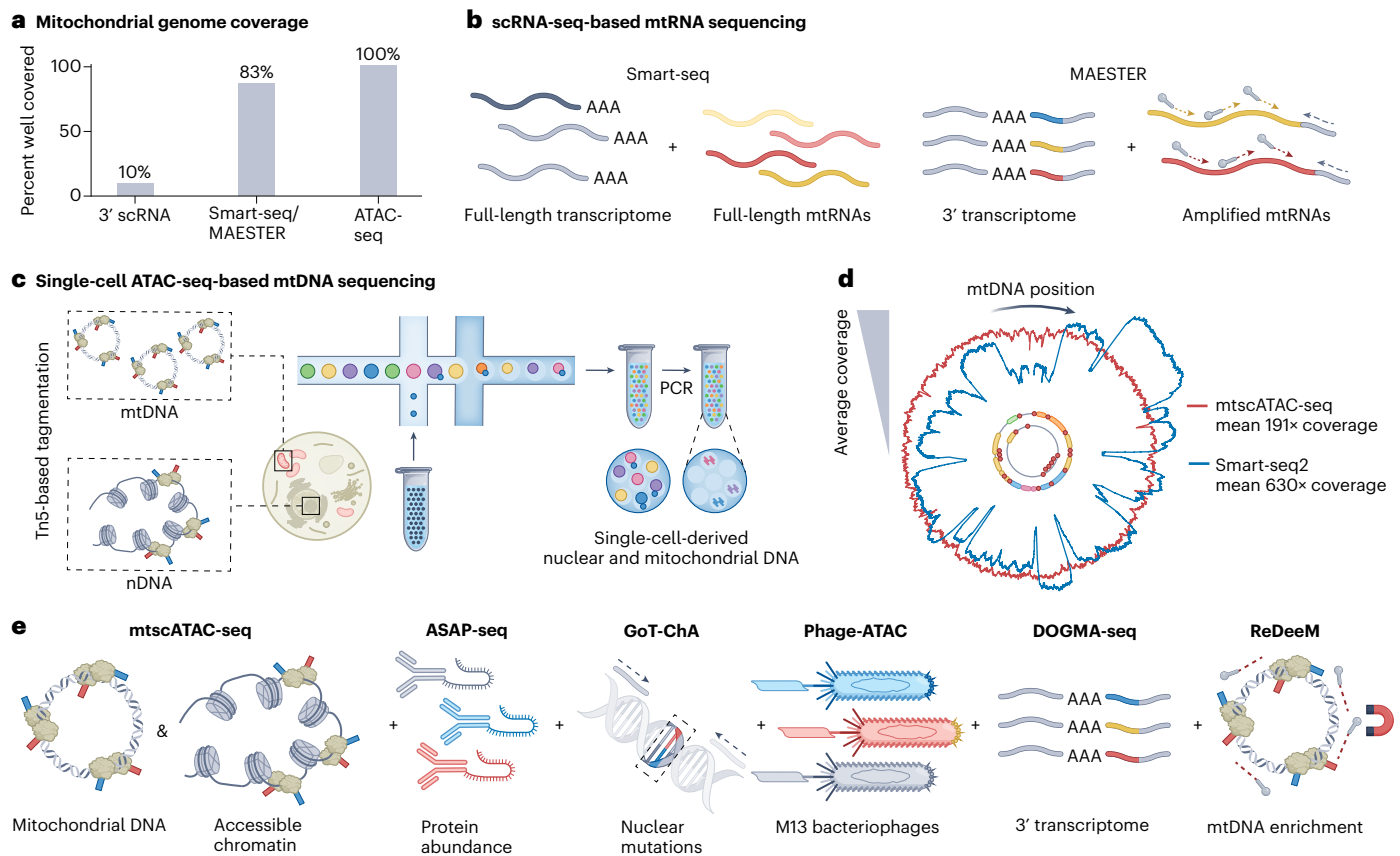 a Mitochondrial genome coverage
Percent well covered
100
50
0
10%
83%
100%
3′ scRNA
Smart-seq/
MAESTER
ATAC-
seq
b scRNA-seq-based mtRNA sequencing
Smart-seq
MAESTER
AAA
AAA
AAA
+
AAA
AAA
AAA
+
Full-length transcriptome
Full-length mtRNAs
3′ transcriptome
Amplified mtRNAs
c Single-cell ATAC-seq-based mtDNA sequencing
Tn5-based tagmentation
mtDNA
nDNA
PCR
Single-cell-derived
nuclear and mitochondrial DNA
d
mtDNA position
Average coverage
mtscATAC-seq
mean 191× coverage
Smart-seq2
mean 630× coverage
e
mtscATAC-seq
ASAP-seq
GoT-ChA
Phage-ATAC
DOGMA-seq
ReDeeM
&
+
+
+
+
AAA
AAA
AAA
+
Mitochondrial DNA
Accessible
chromatin
Protein
abundance
Nuclear
mutations
M13 bacteriophages
3′ transcriptome
mtDNA enrichment